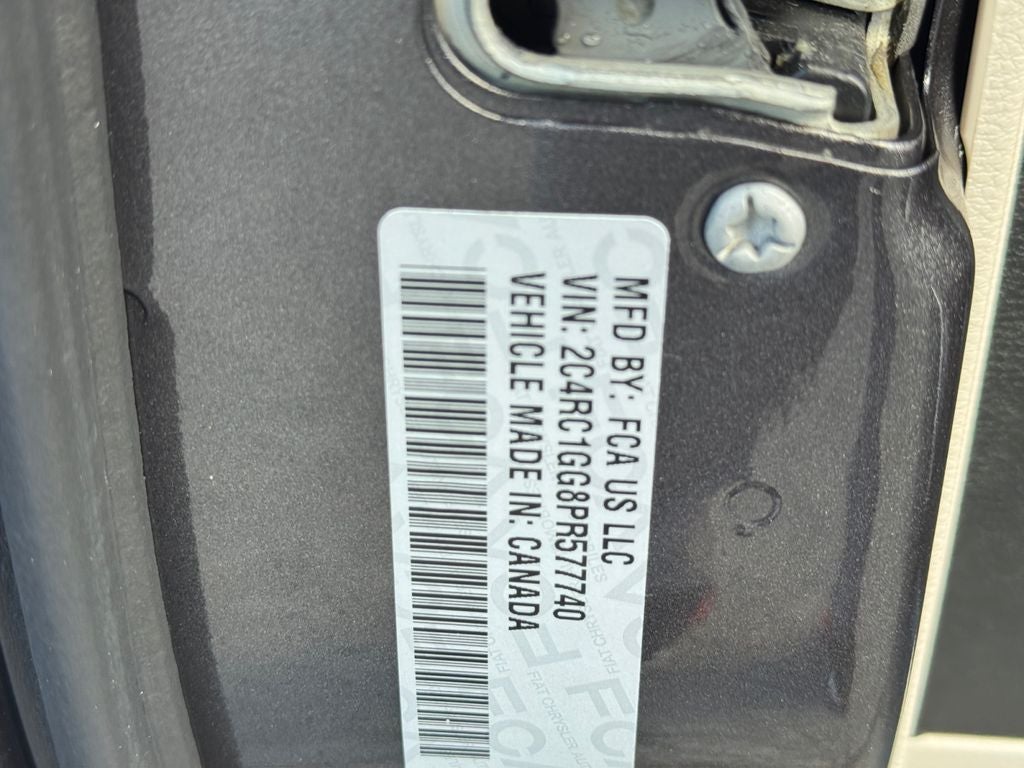 MFD BY: FCA US LLC
VIN: 2C4RC1GG8PR577740
VEHICLE MADE IN: CANADA